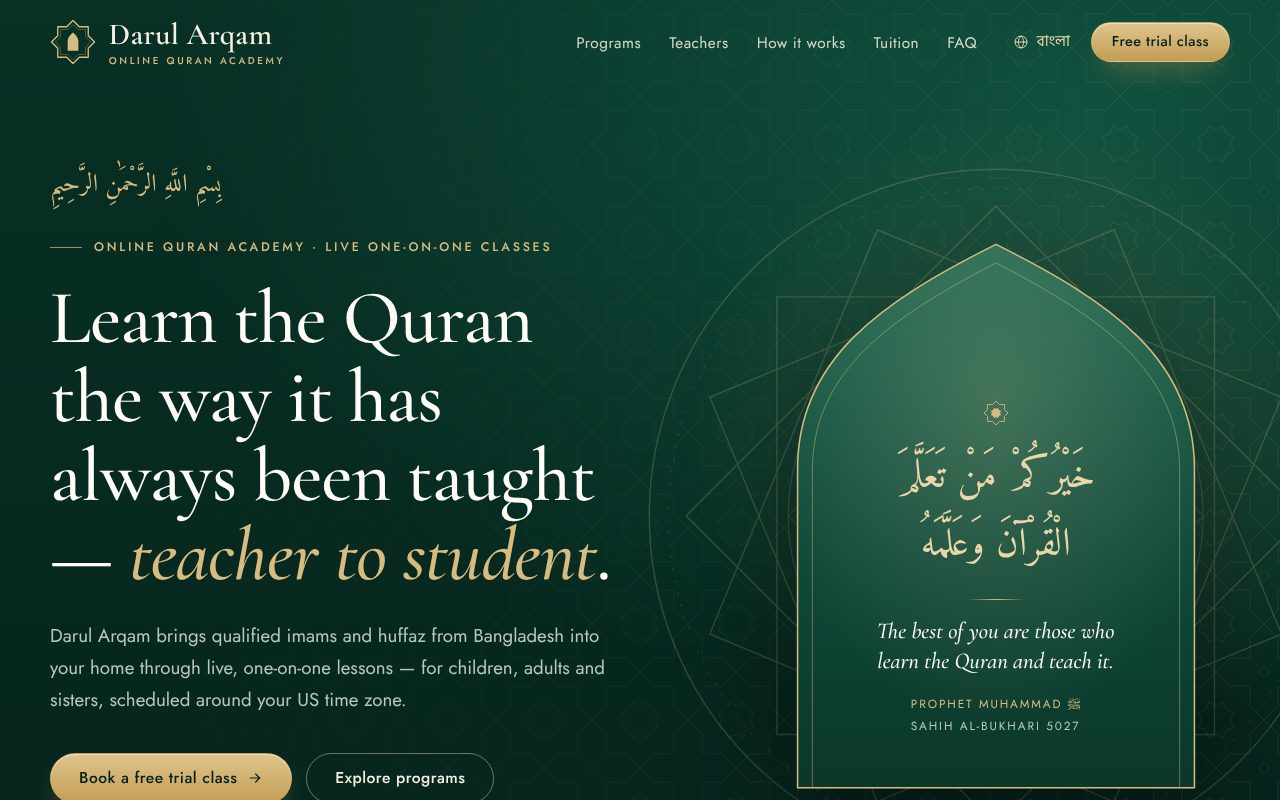 Darul Arqam
ONLINE QURAN ACADEMY
Programs
Teachers
How it works
Tuition
FAQ
বাংলা
Free trial class
بِسْمِ اللَّهِ الرَّحْمَٰنِ الرَّحِيمِ
ONLINE QURAN ACADEMY · LIVE ONE-ON-ONE CLASSES
Learn the Quran
the way it has
always been taught
— teacher to student.
Darul Arqam brings qualified imams and huffaz from Bangladesh into
your home through live, one-on-one lessons — for children, adults and
sisters, scheduled around your US time zone.
Book a free trial class →
Explore programs
خَيْرُكُمْ مَنْ تَعَلَّمَ
الْقُرْآنَ وَعَلَّمَهُ
The best of you are those who
learn the Quran and teach it.
PROPHET MUHAMMAD ﷺ
SAHIH AL-BUKHARI 5027